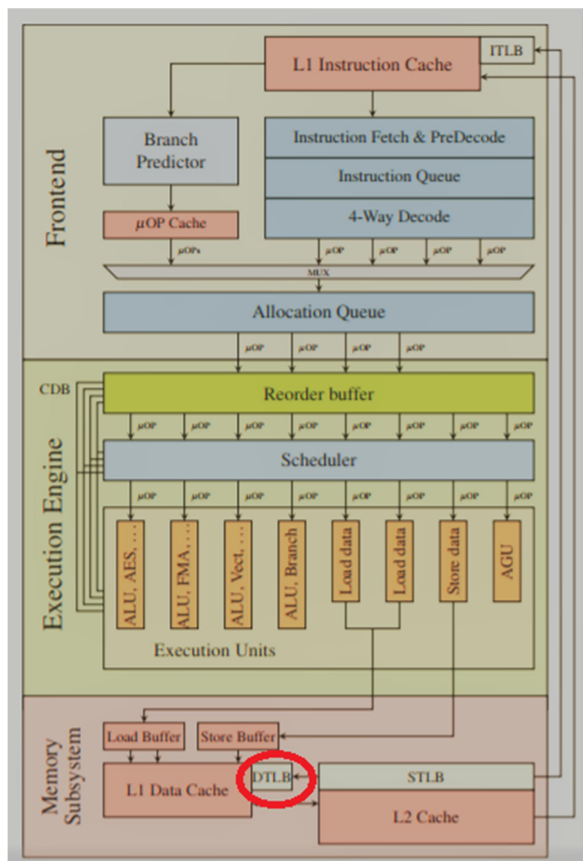 Frontend
L1 Instruction Cache
ITLB
Branch
Predictor
Instruction Fetch & PreDecode
Instruction Queue
4-Way Decode
µOP Cache
µOPs
µOP
µOP
µOP
µOP
MUX
Allocation Queue
µOP
µOP
µOP
µOP
Execution Engine
CDB
Reorder buffer
µOP
µOP
µOP
µOP
µOP
µOP
µOP
µOP
Scheduler
µOP
µOP
µOP
µOP
µOP
µOP
µOP
µOP
ALU, AES, ...
ALU, FMA, ...
ALU, Vect, ...
ALU, Branch
Load data
Load data
Store data
AGU
Execution Units
Memory
Subsystem
Load Buffer
Store Buffer
L1 Data Cache
DTLB
STLB
L2 Cache